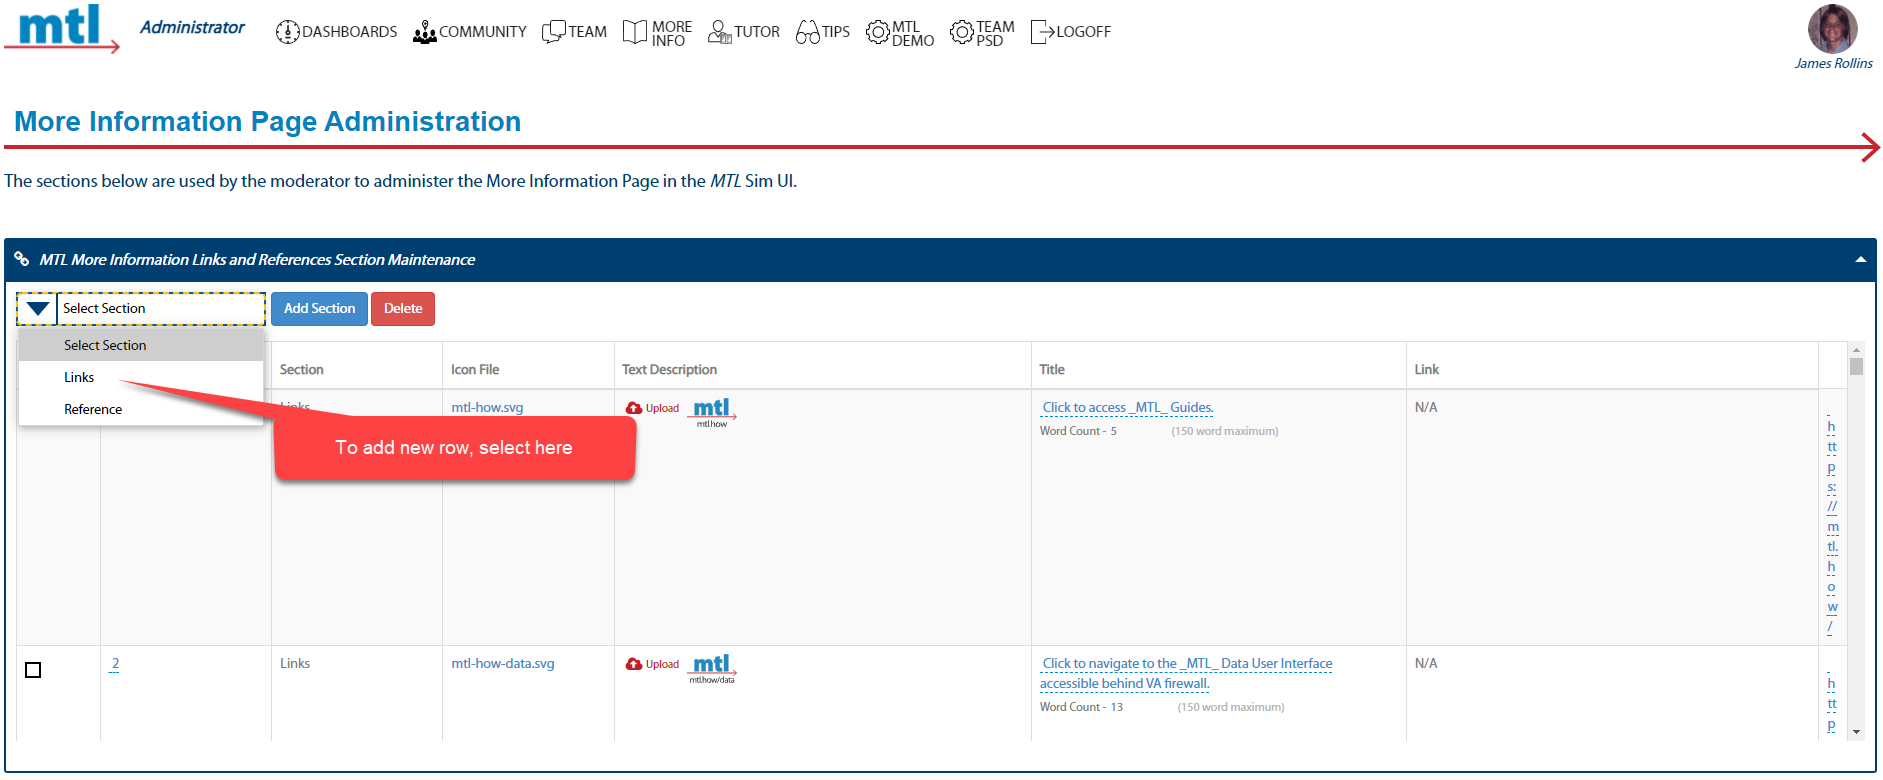 mtl
Administrator
DASHBOARDS
COMMUNITY
TEAM
MORE
INFO
TUTOR
TIPS
MTL
DEMO
TEAM
PSD
LOGOFF
James Rollins
More Information Page Administration
The sections below are used by the moderator to administer the More Information Page in the MTL Sim UI.
MTL More Information Links and References Section Maintenance
Select Section
Add Section
Delete
Select Section
Links
Reference
To add new row, select here
Section
Icon File
Text Description
Title
Link
Links
mtl-how.svg
Upload
mtl
mtl.how
Click to access _MTL_ Guides.
Word Count - 5
(150 word maximum)
N/A
h
tt
p
s:
//
m
tl.
h
o
w
/
2
Links
mtl-how-data.svg
Upload
mtl
mtl.how/data
Click to navigate to the _MTL_ Data User Interface
accessible behind VA firewall.
Word Count - 13
(150 word maximum)
N/A
h
tt
p